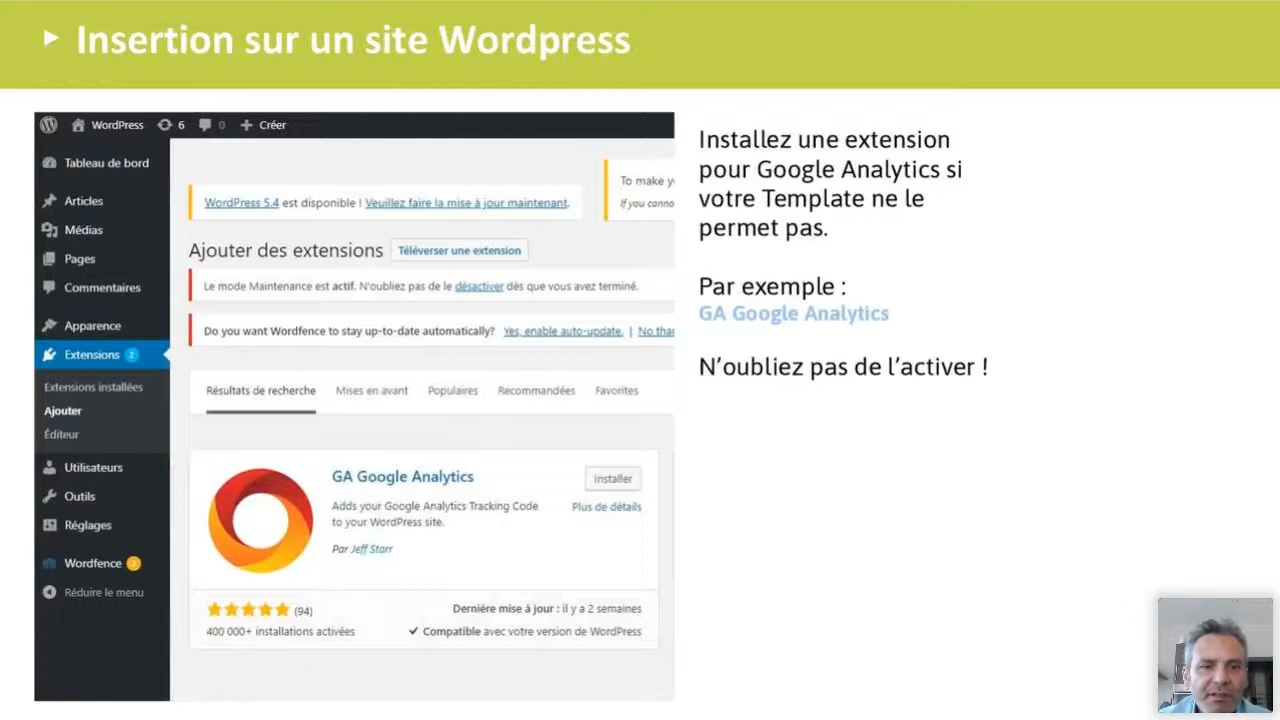 Insertion sur un site Wordpress
WordPress 6 0 Créer
Tableau de bord
Articles
Médias
Pages
Commentaires
Apparence
Extensions 2
Extensions installées
Ajouter
Éditeur
Utilisateurs
Outils
Réglages
Wordfence 2
Réduire le menu
To make y
If you canno
WordPress 5.4 est disponible ! Veuillez faire la mise à jour maintenant.
Ajouter des extensions Téléverser une extension
Le mode Maintenance est actif. N'oubliez pas de le désactiver dès que vous avez terminé.
Do you want Wordfence to stay up-to-date automatically? Yes, enable auto-update. | No than
Résultats de recherche Mises en avant Populaires Recommandées Favorites
GA Google Analytics Installer
Adds your Google Analytics Tracking Code Plus de détails
to your WordPress site.
Par Jeff Starr
(94) Dernière mise à jour : il y a 2 semaines
400 000+ installations activées Compatible avec votre version de WordPress
Installez une extension
pour Google Analytics si
votre Template ne le
permet pas.
Par exemple :
GA Google Analytics
N’oubliez pas de l’activer !